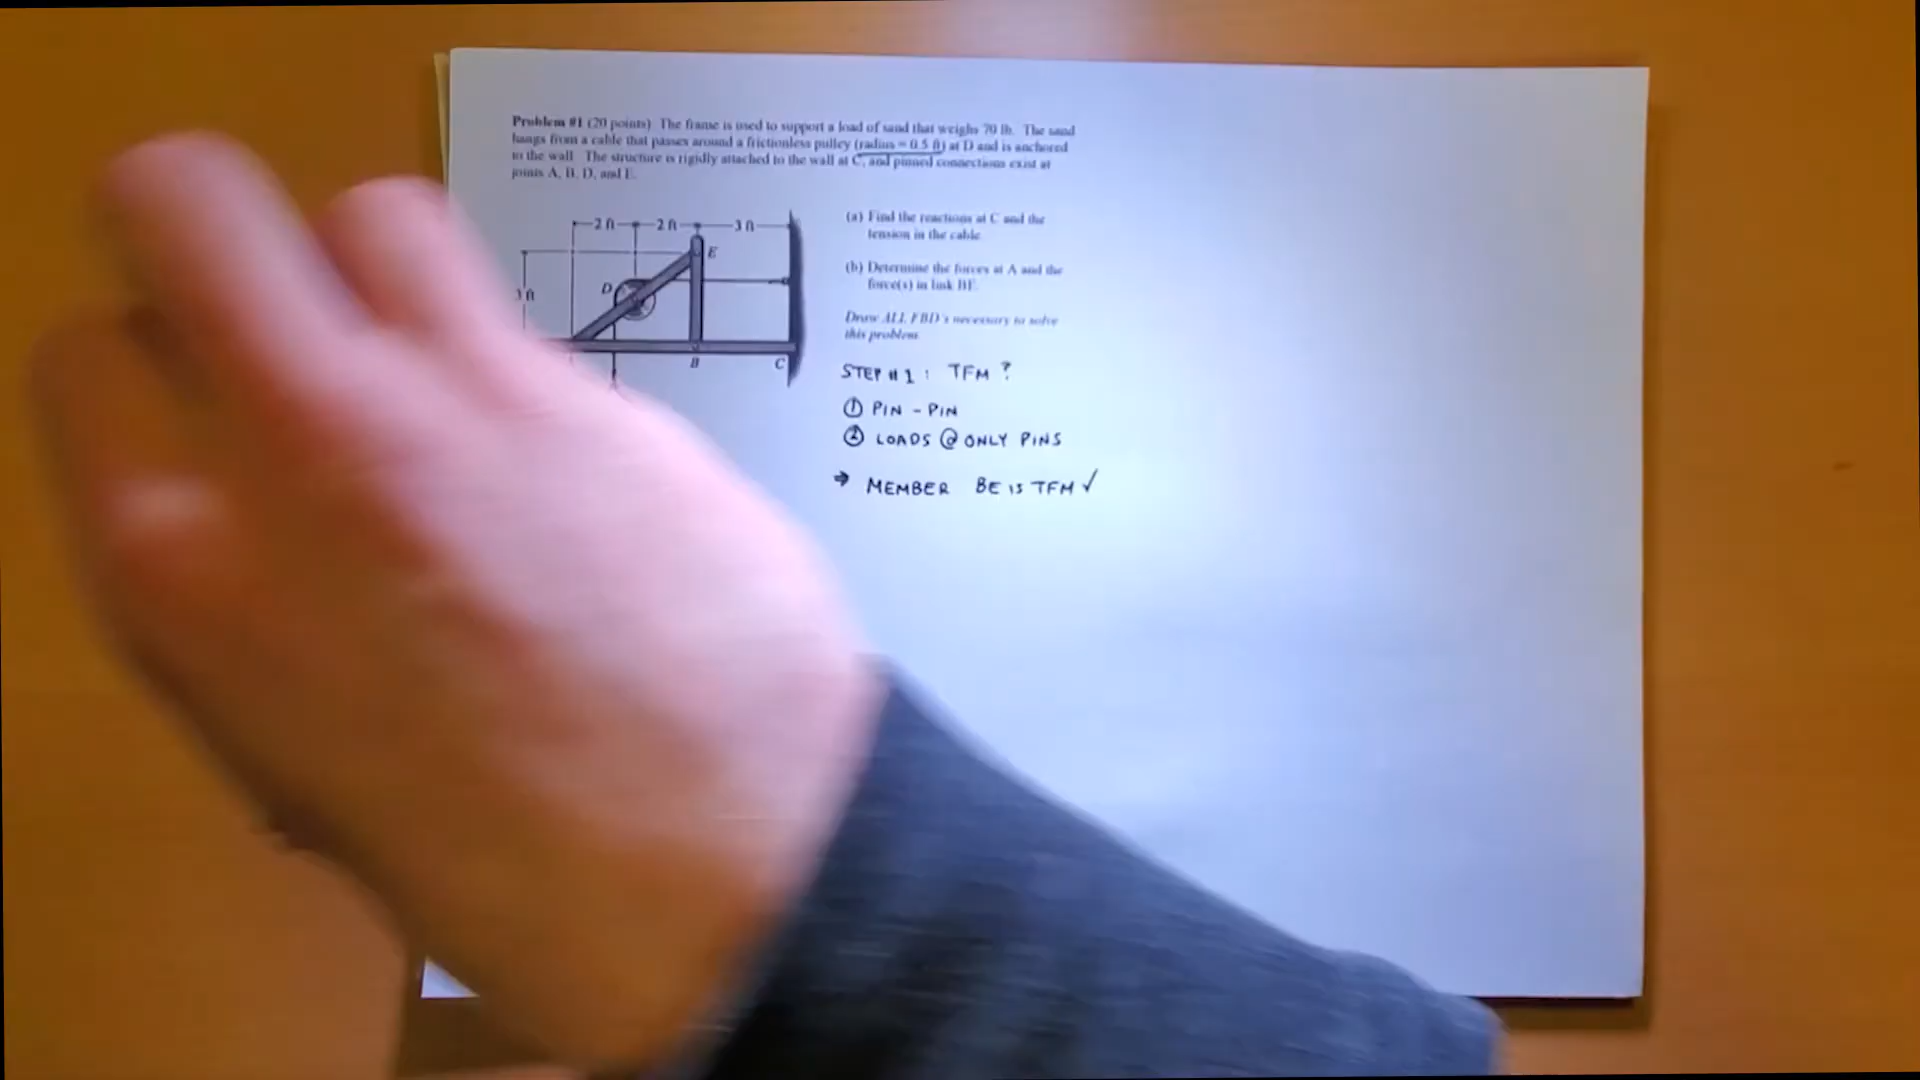 Problem #1 (20 points) The frame is used to support a load of sand that weighs 70 lb. The sand
hangs from a cable that passes around a frictionless pulley (radius = 0.5 ft) at D and is anchored
to the wall. The structure is rigidly attached to the wall at C, and pinned connections exist at
joints A, B, D, and E.
2 ft 2 ft 3 ft
E
D
3 ft
B C
(a) Find the reactions at C and the
tension in the cable.
(b) Determine the forces at A and the
force(s) in link BE.
Draw ALL FBD's necessary to solve
this problem.
STEP #1: TFM?
① PIN - PIN
② LOADS @ ONLY PINS
→ MEMBER BE IS TFM ✓